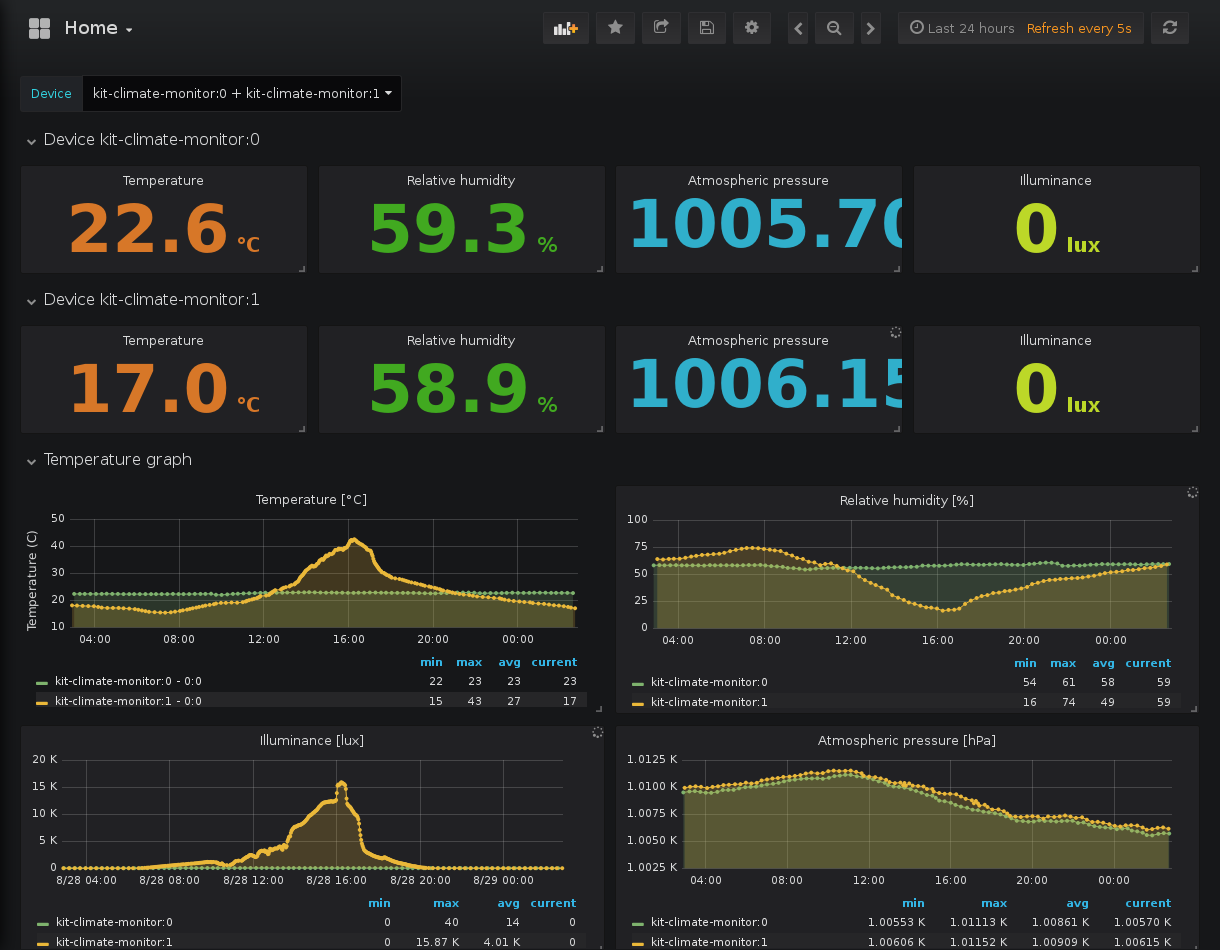 Home
Last 24 hours Refresh every 5s
Device kit-climate-monitor:0 + kit-climate-monitor:1
Device kit-climate-monitor:0
Temperature Relative humidity Atmospheric pressure Illuminance
22.6 °C 59.3 % 1005.70 0 lux
Device kit-climate-monitor:1
Temperature Relative humidity Atmospheric pressure Illuminance
17.0 °C 58.9 % 1006.15 0 lux
Temperature graph
Temperature [°C]
Temperature (C)
50
40
30
20
10
04:00 08:00 12:00 16:00 20:00 00:00
min max avg current
kit-climate-monitor:0 - 0:0 22 23 23 23
kit-climate-monitor:1 - 0:0 15 43 27 17
Relative humidity [%]
100
75
50
25
0
04:00 08:00 12:00 16:00 20:00 00:00
min max avg current
kit-climate-monitor:0 54 61 58 59
kit-climate-monitor:1 16 74 49 59
Illuminance [lux]
20 K
15 K
10 K
5 K
0
8/28 04:00 8/28 08:00 8/28 12:00 8/28 16:00 8/28 20:00 8/29 00:00
min max avg current
kit-climate-monitor:0 0 40 14 0
kit-climate-monitor:1 0 15.87 K 4.01 K 0
Atmospheric pressure [hPa]
1.0125 K
1.0100 K
1.0075 K
1.0050 K
1.0025 K
04:00 08:00 12:00 16:00 20:00 00:00
min max avg current
kit-climate-monitor:0 1.00553 K 1.01113 K 1.00861 K 1.00570 K
kit-climate-monitor:1 1.00606 K 1.01152 K 1.00909 K 1.00615 K